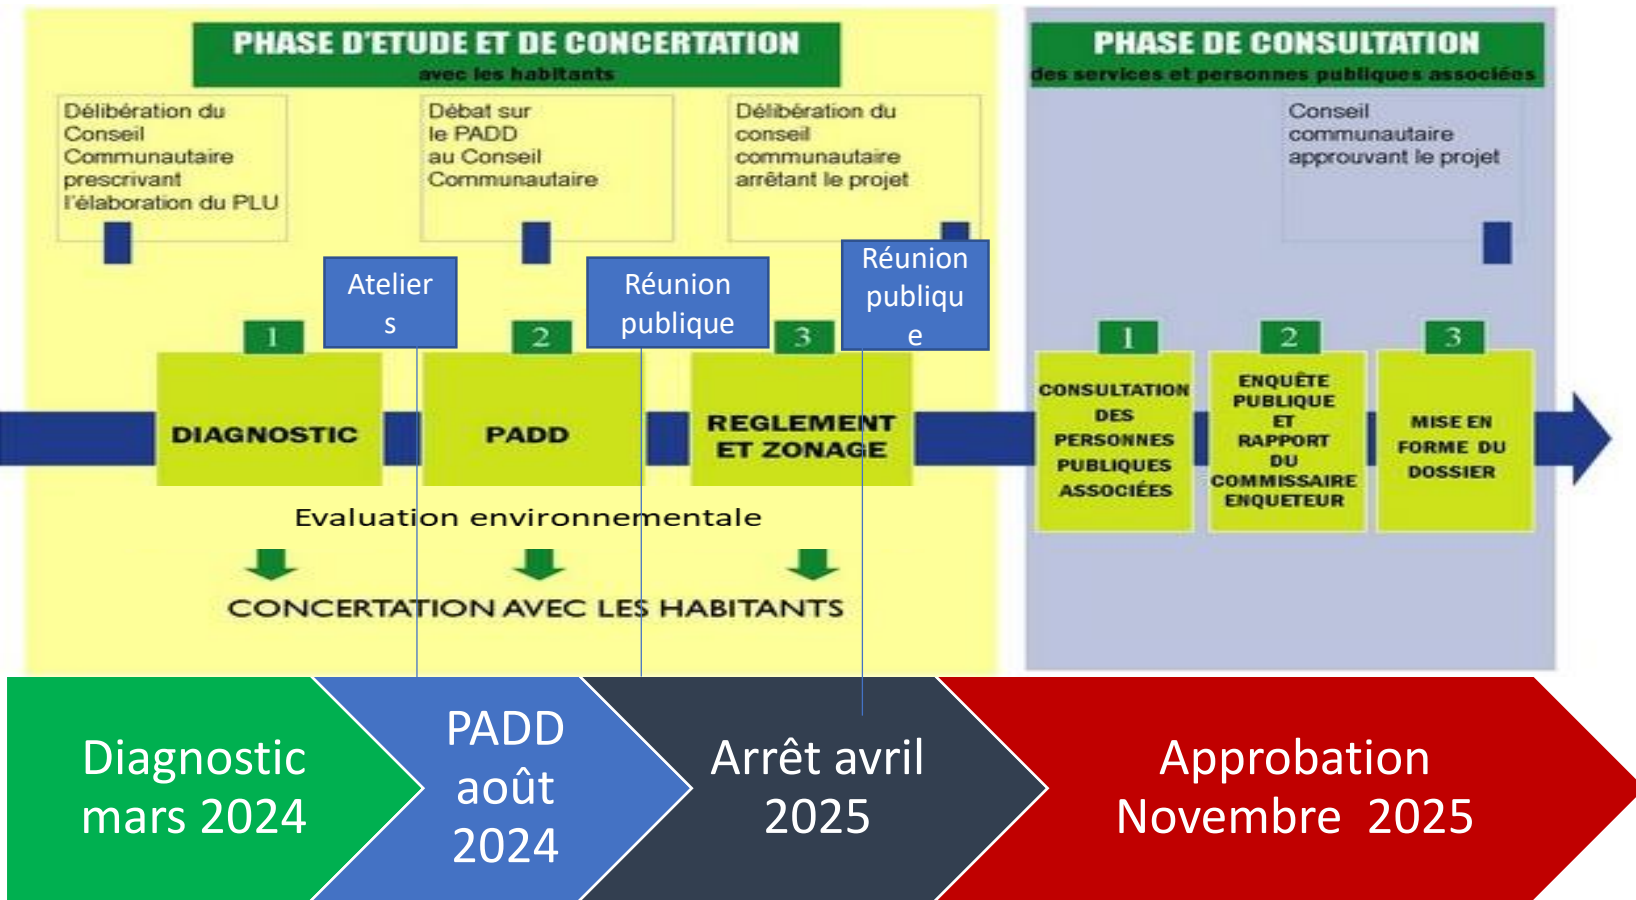 PHASE D'ETUDE ET DE CONCERTATION
avec les habitants
Délibération du
Conseil
Communautaire
prescrivant
l'élaboration du PLU
Débat sur
le PADD
au Conseil
Communautaire
Délibération du
conseil
communautaire
arrêtant le projet
PHASE DE CONSULTATION
des services et personnes publiques associées
Conseil
communautaire
approuvant le projet
Atelier
s
Réunion
publique
Réunion
publiqu
e
1
DIAGNOSTIC
2
PADD
3
REGLEMENT
ET ZONAGE
1
CONSULTATION
DES
PERSONNES
PUBLIQUES
ASSOCIÉES
2
ENQUÊTE
PUBLIQUE
ET
RAPPORT
DU
COMMISSAIRE
ENQUETEUR
3
MISE EN
FORME DU
DOSSIER
Evaluation environnementale
CONCERTATION AVEC LES HABITANTS
Diagnostic
mars 2024
PADD
août
2024
Arrêt avril
2025
Approbation
Novembre 2025